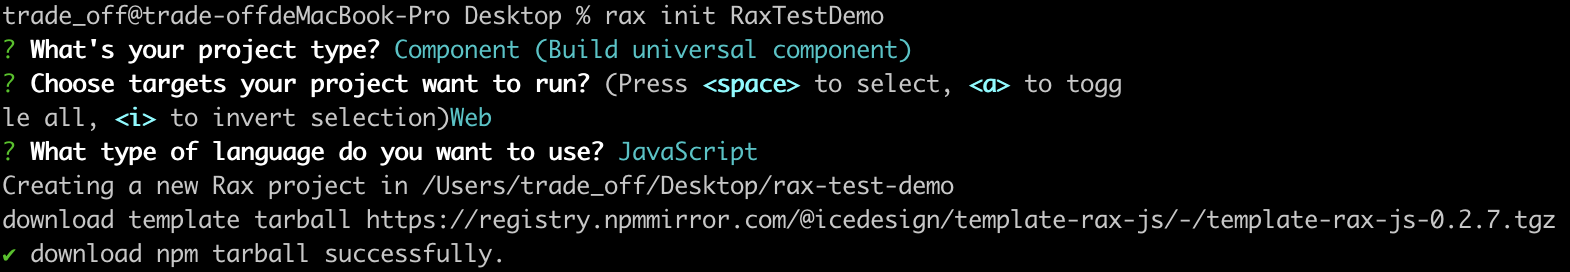 trade_off@trade-offdeMacBook-Pro Desktop % rax init RaxTestDemo
? What's your project type? Component (Build universal component)
? Choose targets your project want to run? (Press <space> to select, <a> to togg
le all, <i> to invert selection)Web
? What type of language do you want to use? JavaScript
Creating a new Rax project in /Users/trade_off/Desktop/rax-test-demo
download template tarball https://registry.npmmirror.com/@icedesign/template-rax-js/-/template-rax-js-0.2.7.tgz
✔ download npm tarball successfully.